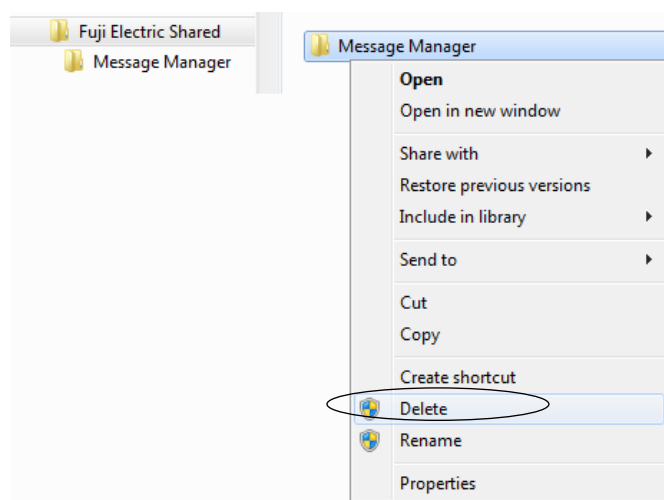 Fuji Electric Shared
Message Manager
Message Manager
Open
Open in new window
Share with
Restore previous versions
Include in library
Send to
Cut
Copy
Create shortcut
Delete
Rename
Properties